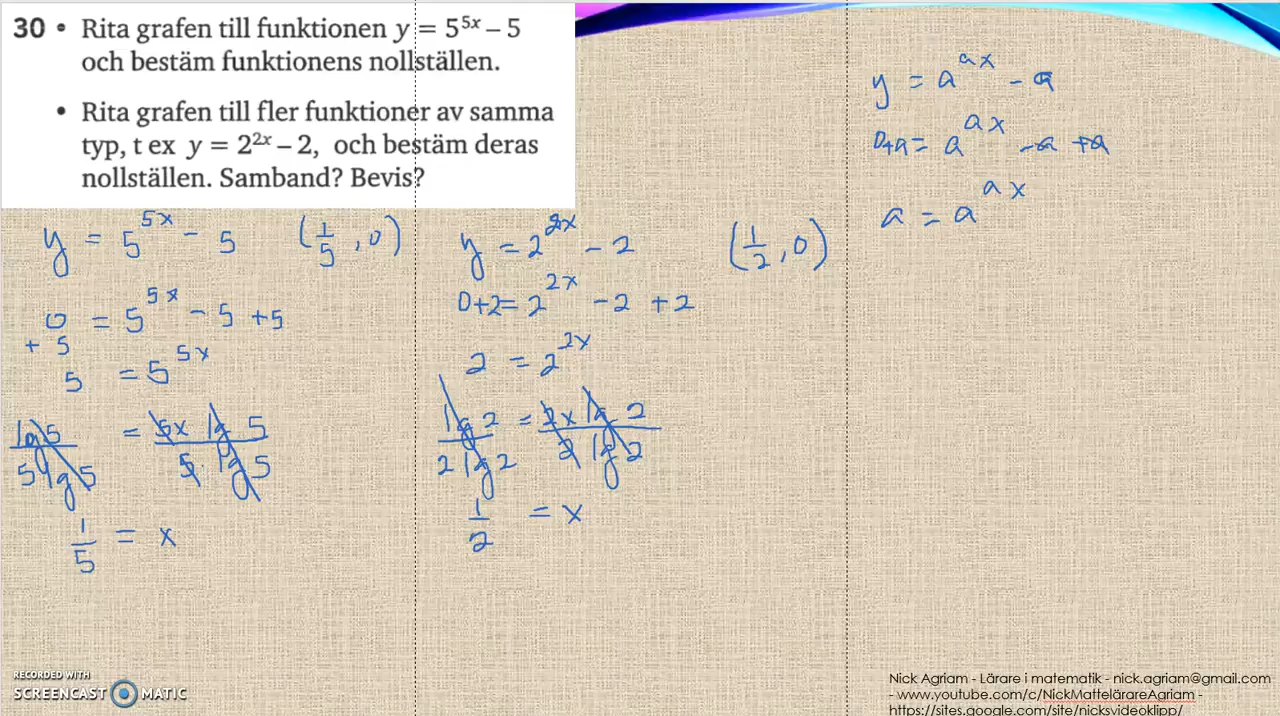 30 • Rita grafen till funktionen y = 5^{5x} – 5
och bestäm funktionens nollställen.
• Rita grafen till fler funktioner av samma
typ, t ex y = 2^{2x} – 2, och bestäm deras
nollställen. Samband? Bevis?
y = 5^{5x} - 5 (1/5, 0)
0 = 5^{5x} - 5 + 5
+ 5
5 = 5^{5x}
lg 5 / 5 lg 5 = 5x lg 5 / 5 · lg 5
1/5 = x
y = 2^{2x} - 2 (1/2, 0)
0+2 = 2^{2x} - 2 + 2
2 = 2^{2x}
lg 2 / 2 lg 2 = 2x lg 2 / 2 lg 2
1/2 = x
y = a^{ax} - a
0+a = a^{ax} - a + a
a = a^{ax}
RECORDED WITH
SCREENCAST MATIC
Nick Agriam - Lärare i matematik - nick.agriam@gmail.com
- www.youtube.com/c/NickMattelärareAgriam -
https://sites.google.com/site/nicksvideoklipp/